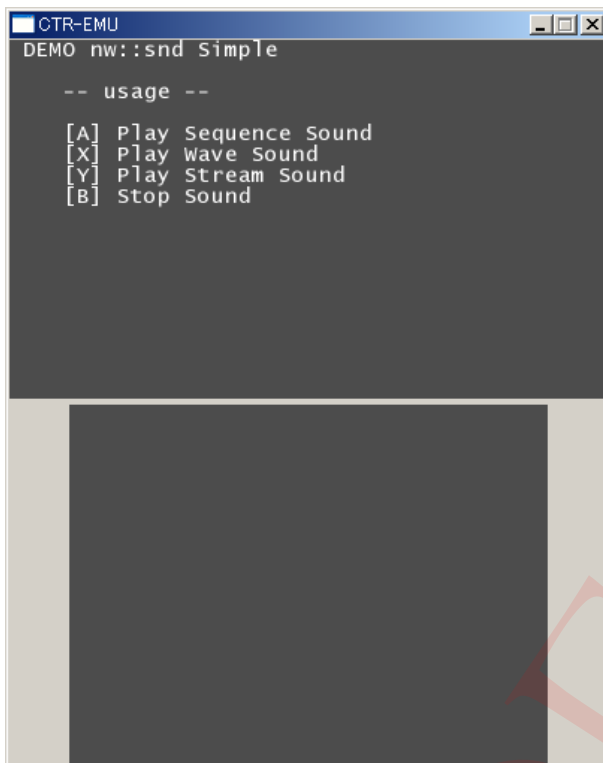 CTR-EMU
DEMO nw::snd Simple
-- usage --
[A] Play Sequence Sound
[X] Play Wave Sound
[Y] Play Stream Sound
[B] Stop Sound